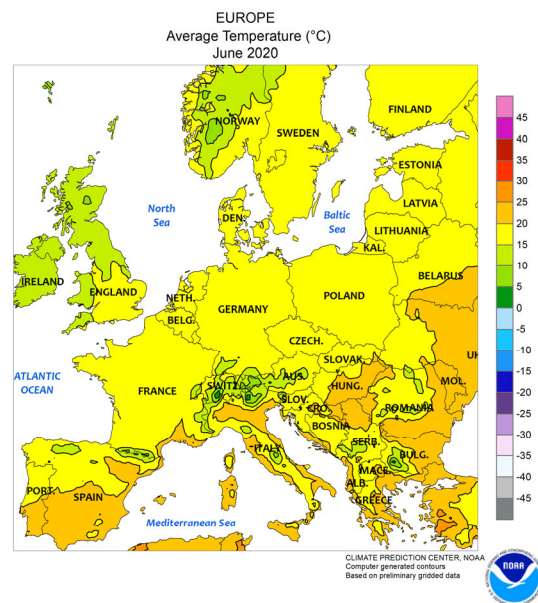 EUROPE
Average Temperature (°C)
June 2020
FINLAND
NORWAY
SWEDEN
ESTONIA
North
Sea
Baltic
Sea
LATVIA
DEN.
LITHUANIA
KAL.
BELARUS
IRELAND
ENGLAND
NETH.
BELG.
GERMANY
POLAND
CZECH.
UK
SLOVAK.
ATLANTIC
OCEAN
FRANCE
SWITZ.
AUS.
HUNG.
MOL.
SLOV.
CRO.
ROMANIA
BOSNIA
ITALY
SERB.
BULG.
MACE.
PORT.
SPAIN
ALB.
GREECE
Mediterranean Sea
45
40
35
30
25
20
15
10
5
0
-5
-10
-15
-20
-25
-30
-35
-40
-45
CLIMATE PREDICTION CENTER, NOAA
Computer generated contours
Based on preliminary gridded data
NOAA